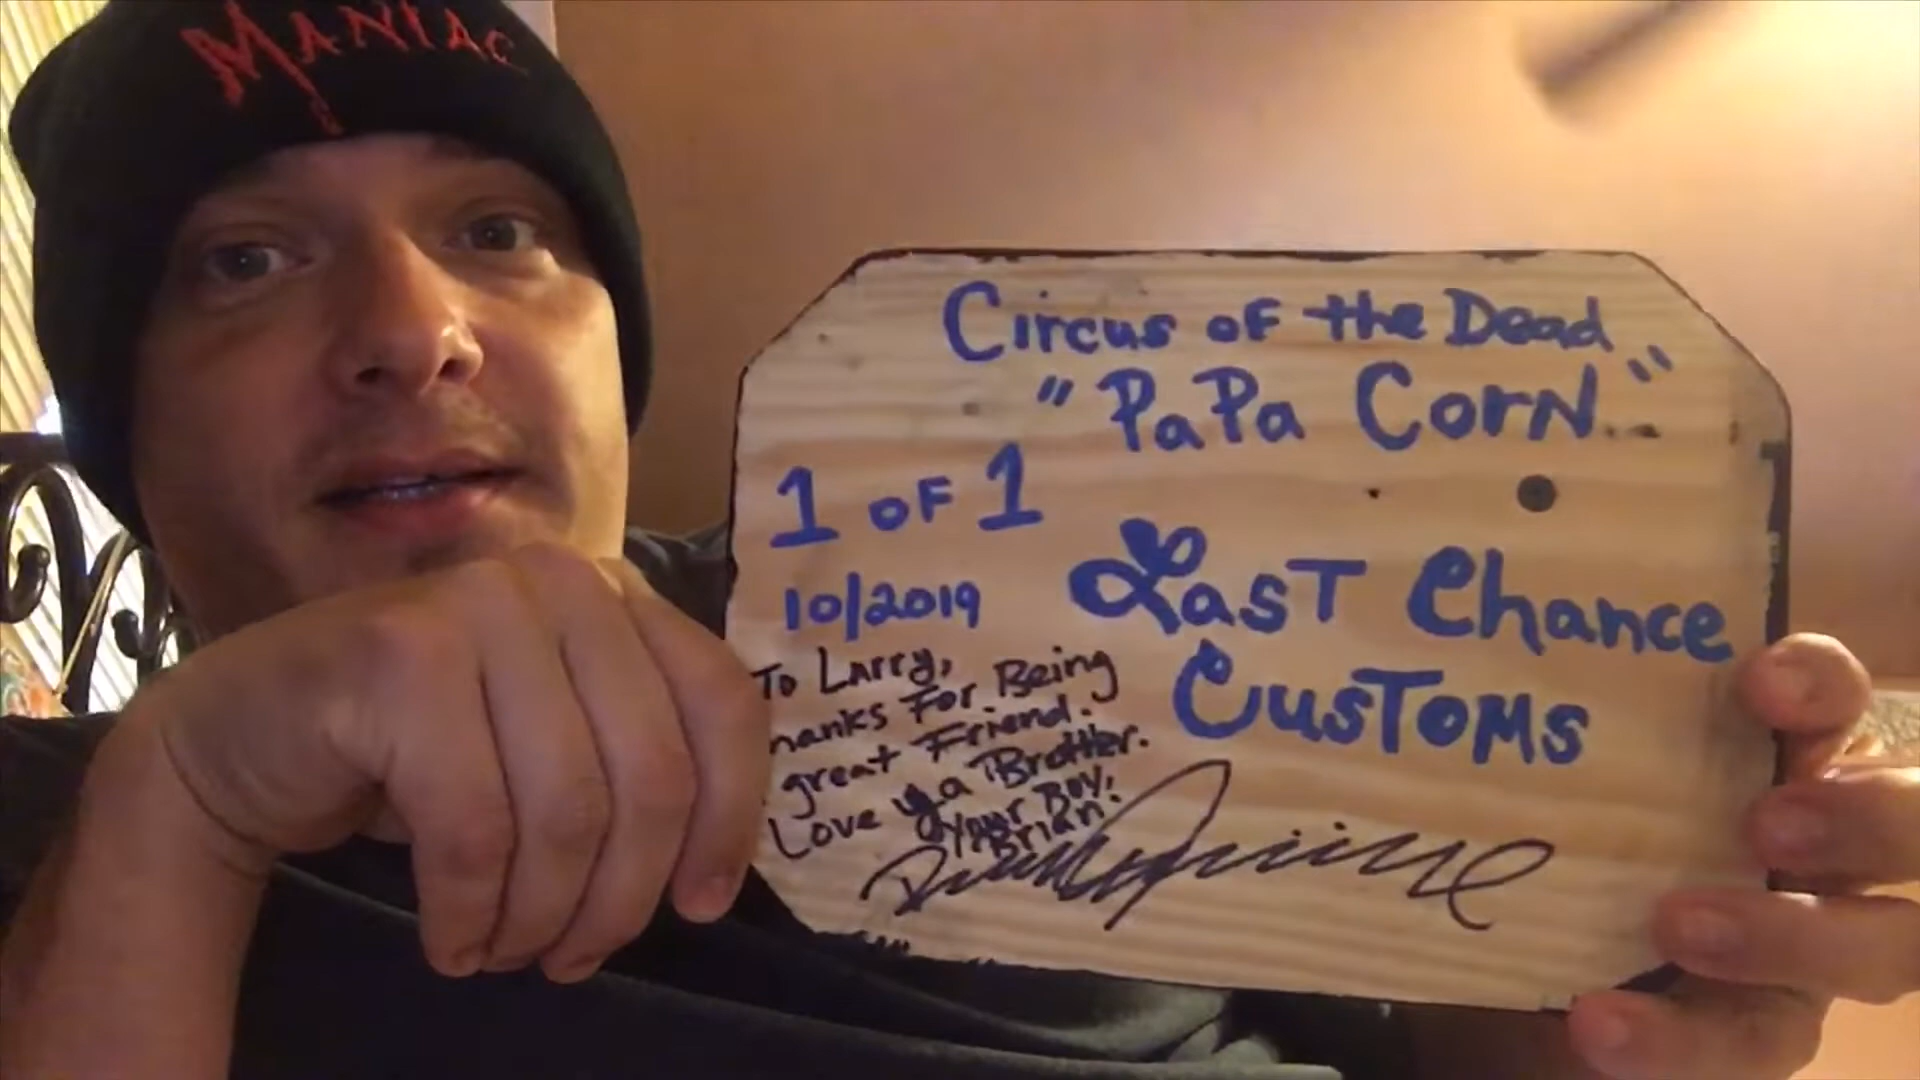 MANIAC
Circus of the Dead
"PaPa Corn"
1 of 1
10/2019
Last Chance
Customs
To Larry,
hanks For Being
great Friend.
Love ya Brother.
Your Boy,
Brian